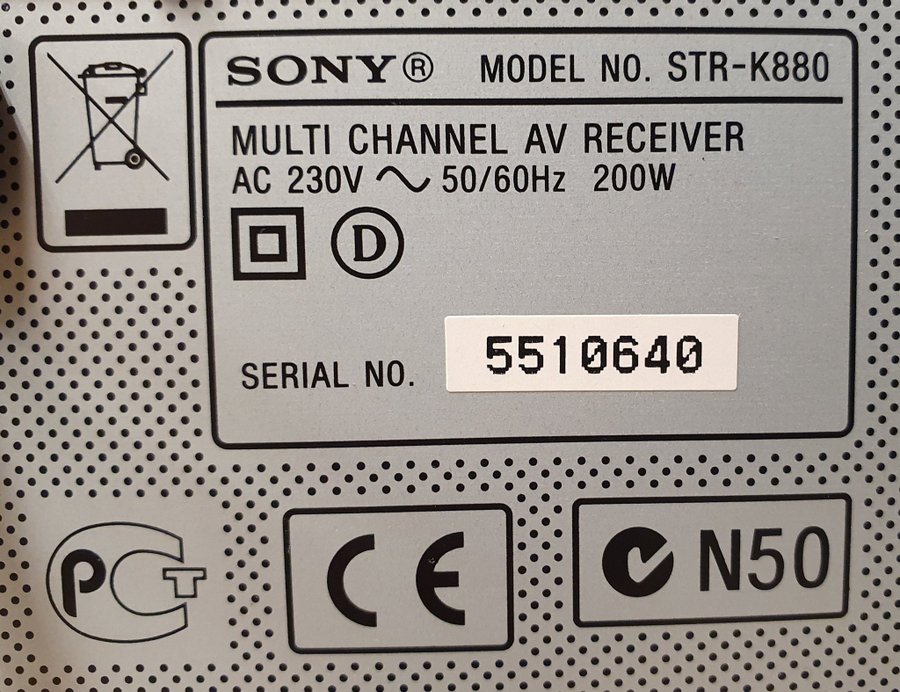 SONY® MODEL NO. STR-K880
MULTI CHANNEL AV RECEIVER
AC 230V ~ 50/60Hz 200W
D
SERIAL NO. 5510640
PCT
CE
N50